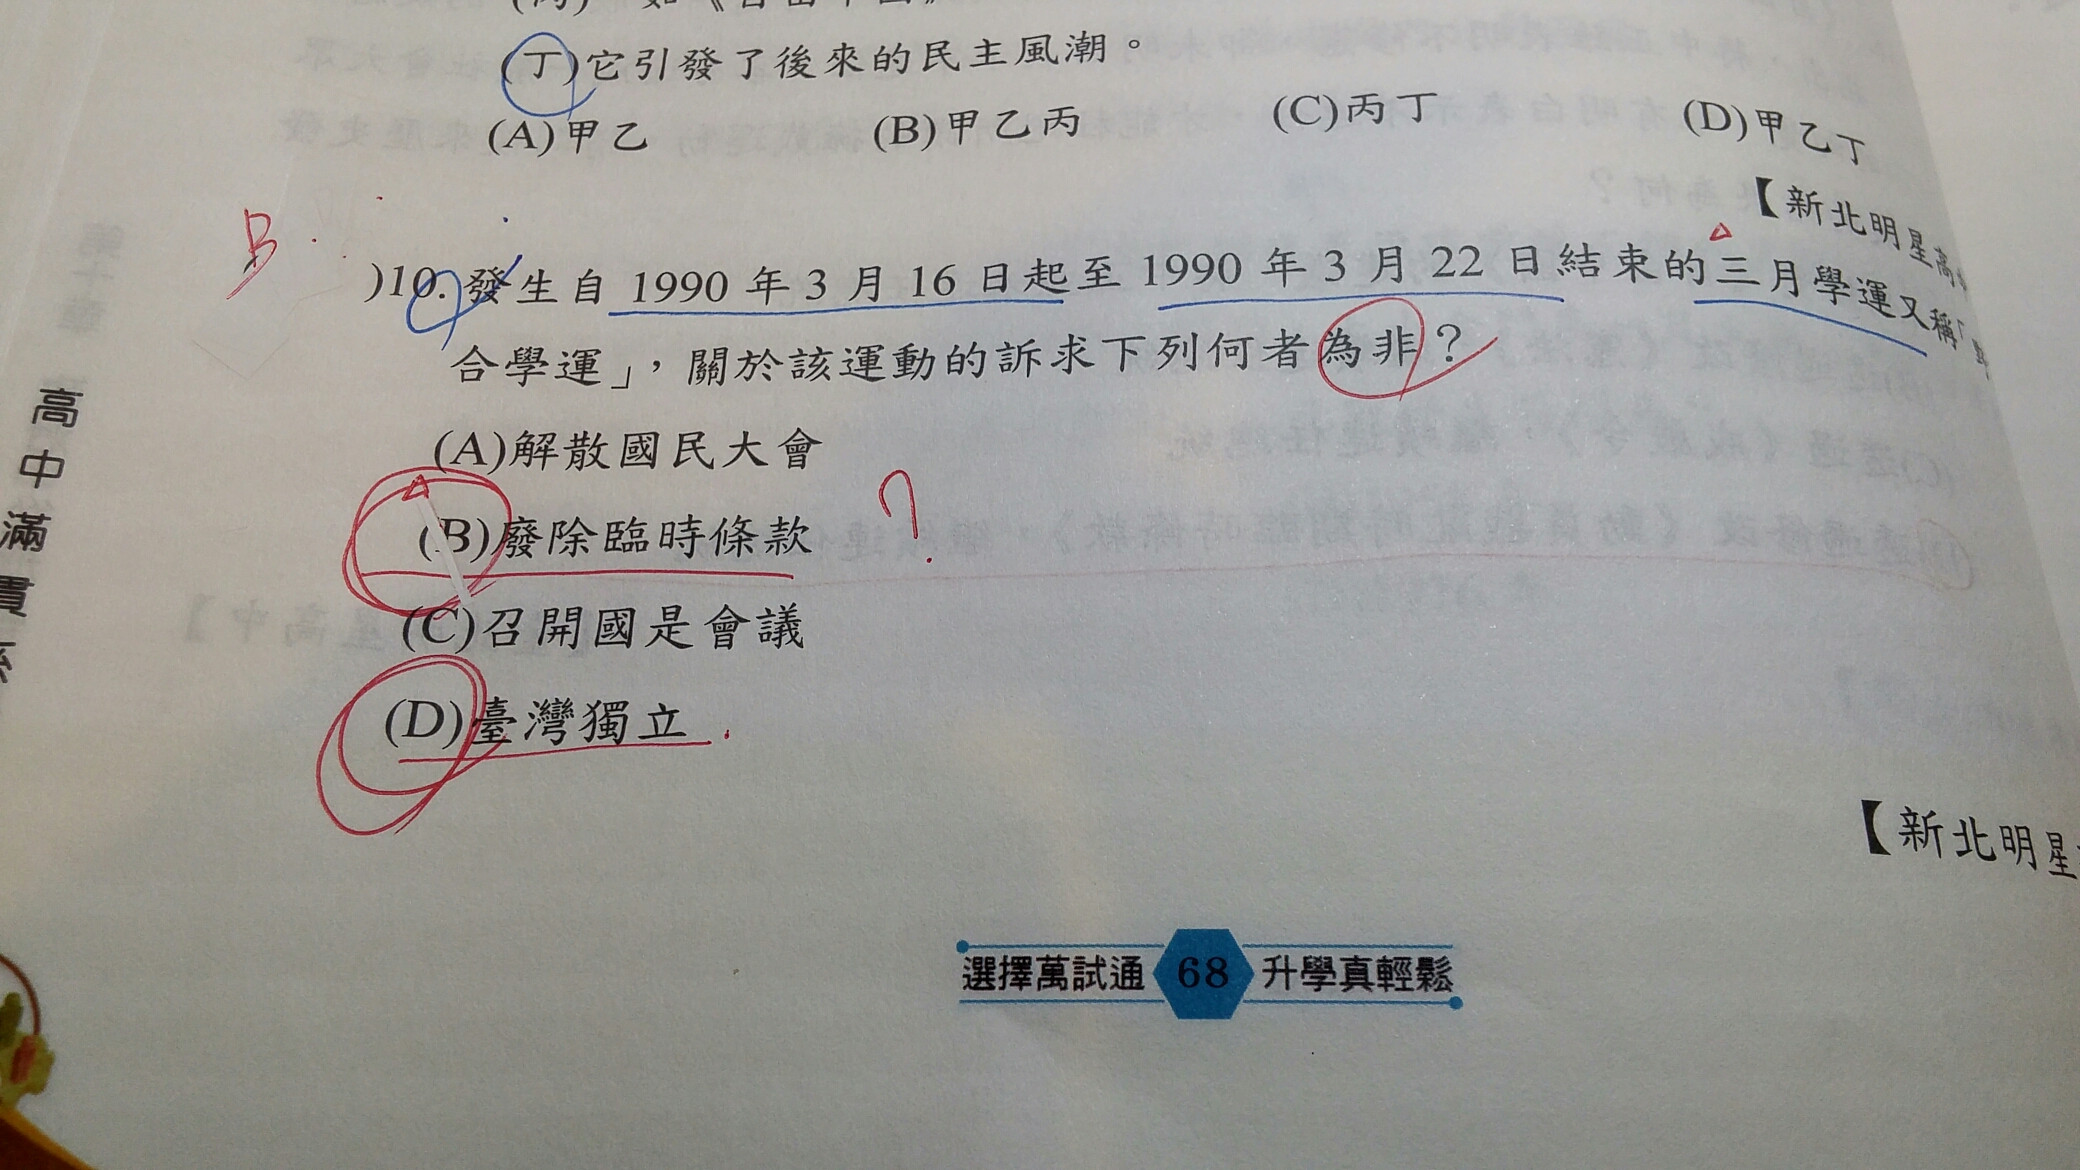 (丁)它引發了後來的民主風潮。
(A)甲乙 (B)甲乙丙 (C)丙丁 (D)甲乙丁
【新北明星高
B
)10.發生自1990年3月16日起至1990年3月22日結束的三月學運又稱「野
合學運」,關於該運動的訴求下列何者為非?
(A)解散國民大會
(B)廢除臨時條款 ?
(C)召開國是會議
(D)臺灣獨立
【新北明星
高中滿貫系
選擇萬試通 68 升學真輕鬆